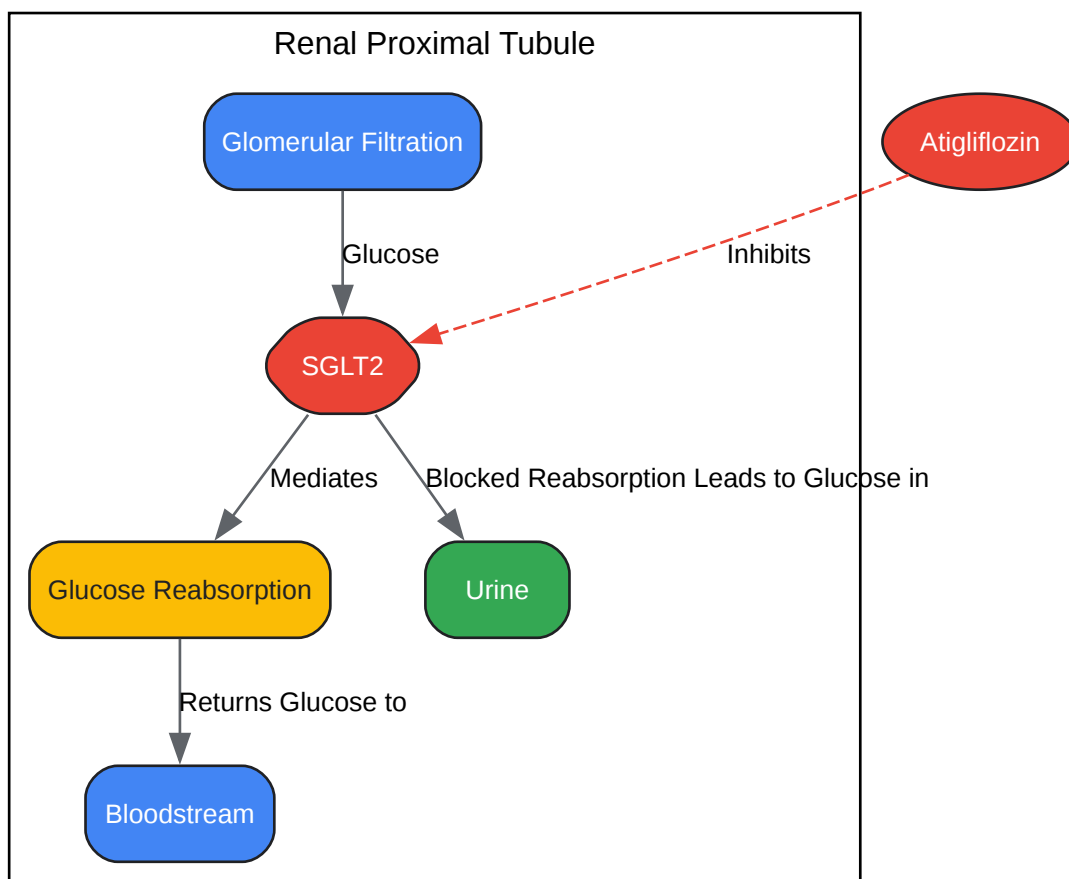 Renal Proximal Tubule
Glomerular Filtration
Atigliflozin
Glucose
Inhibits
SGLT2
Mediates
Blocked Reabsorption Leads to Glucose in
Glucose Reabsorption
Urine
Returns Glucose to
Bloodstream